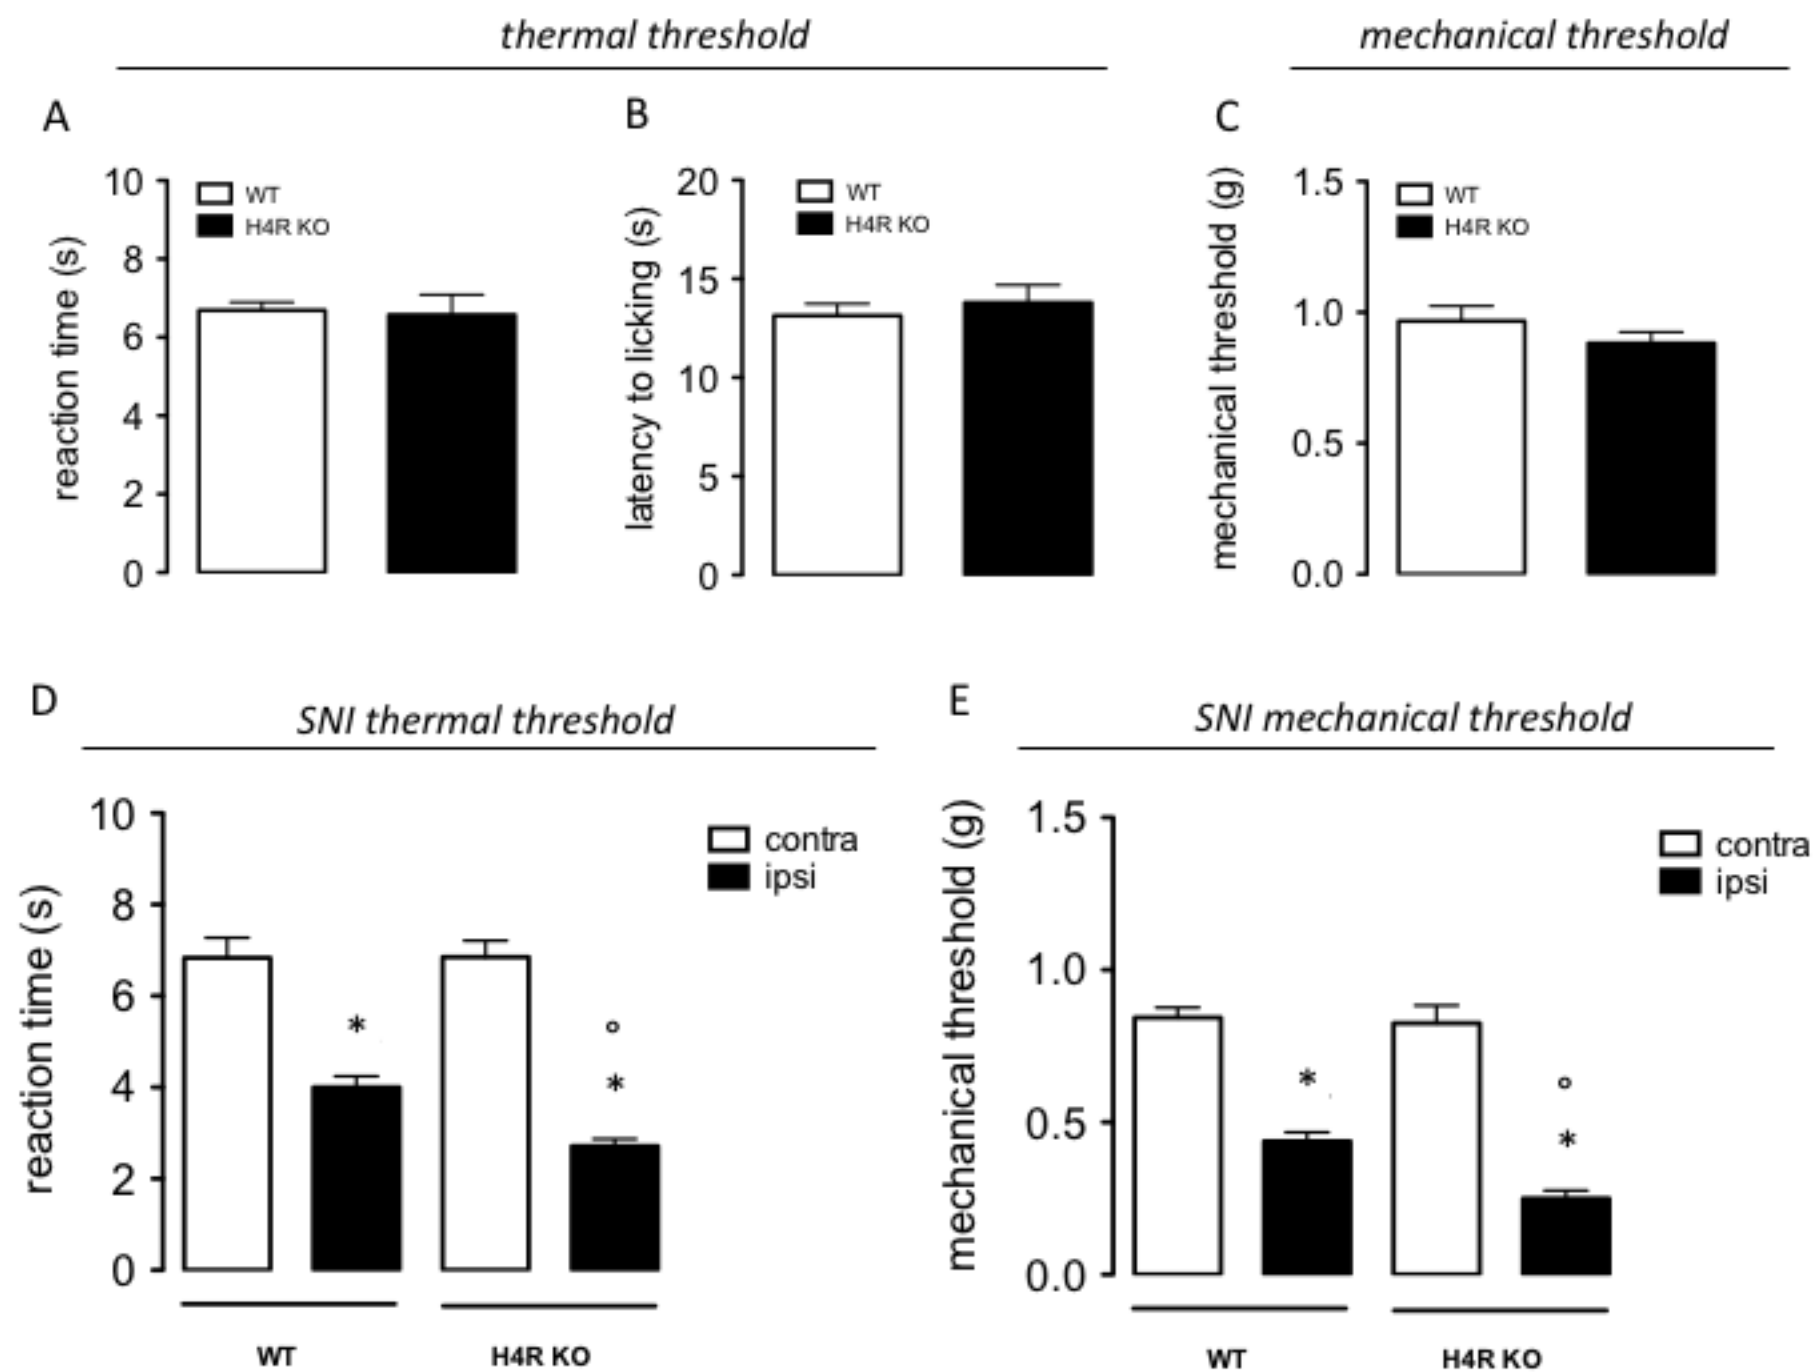 thermal threshold
mechanical threshold
A
B
C
reaction time (s)
10
8
6
4
2
0
WT
H4R KO
latency to licking (s)
20
15
10
5
0
WT
H4R KO
mechanical threshold (g)
1.5
1.0
0.5
0.0
WT
H4R KO
D
SNI thermal threshold
reaction time (s)
10
8
6
4
2
0
contra
ipsi
*
°
*
WT
H4R KO
E
SNI mechanical threshold
mechanical threshold (g)
1.5
1.0
0.5
0.0
contra
ipsi
*
°
*
WT
H4R KO